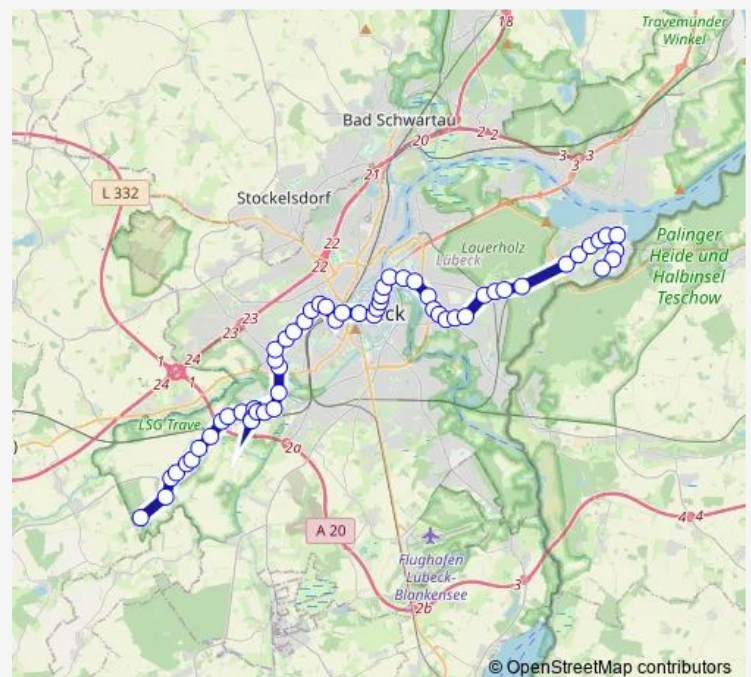 18
Travemünder
Winkel
Bad Schwartau
20
2
2
3
3
3
21
L 332
Stockelsdorf
22
22
Lauerholz
Lübeck
Palinger
Heide und
Halbinsel
Teschow
23
23
ck
1
24
24
1
LSG Trave
)
2a
A 20
4
4
Flughafen
Lübeck-
Blankensee
3
2b
© OpenStreetMap contributors